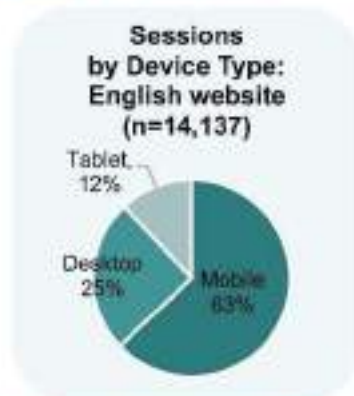 Sessions
by Device Type:
English website
(n=14,137)
Tablet,
12%
Desktop
25%
Mobile
63%